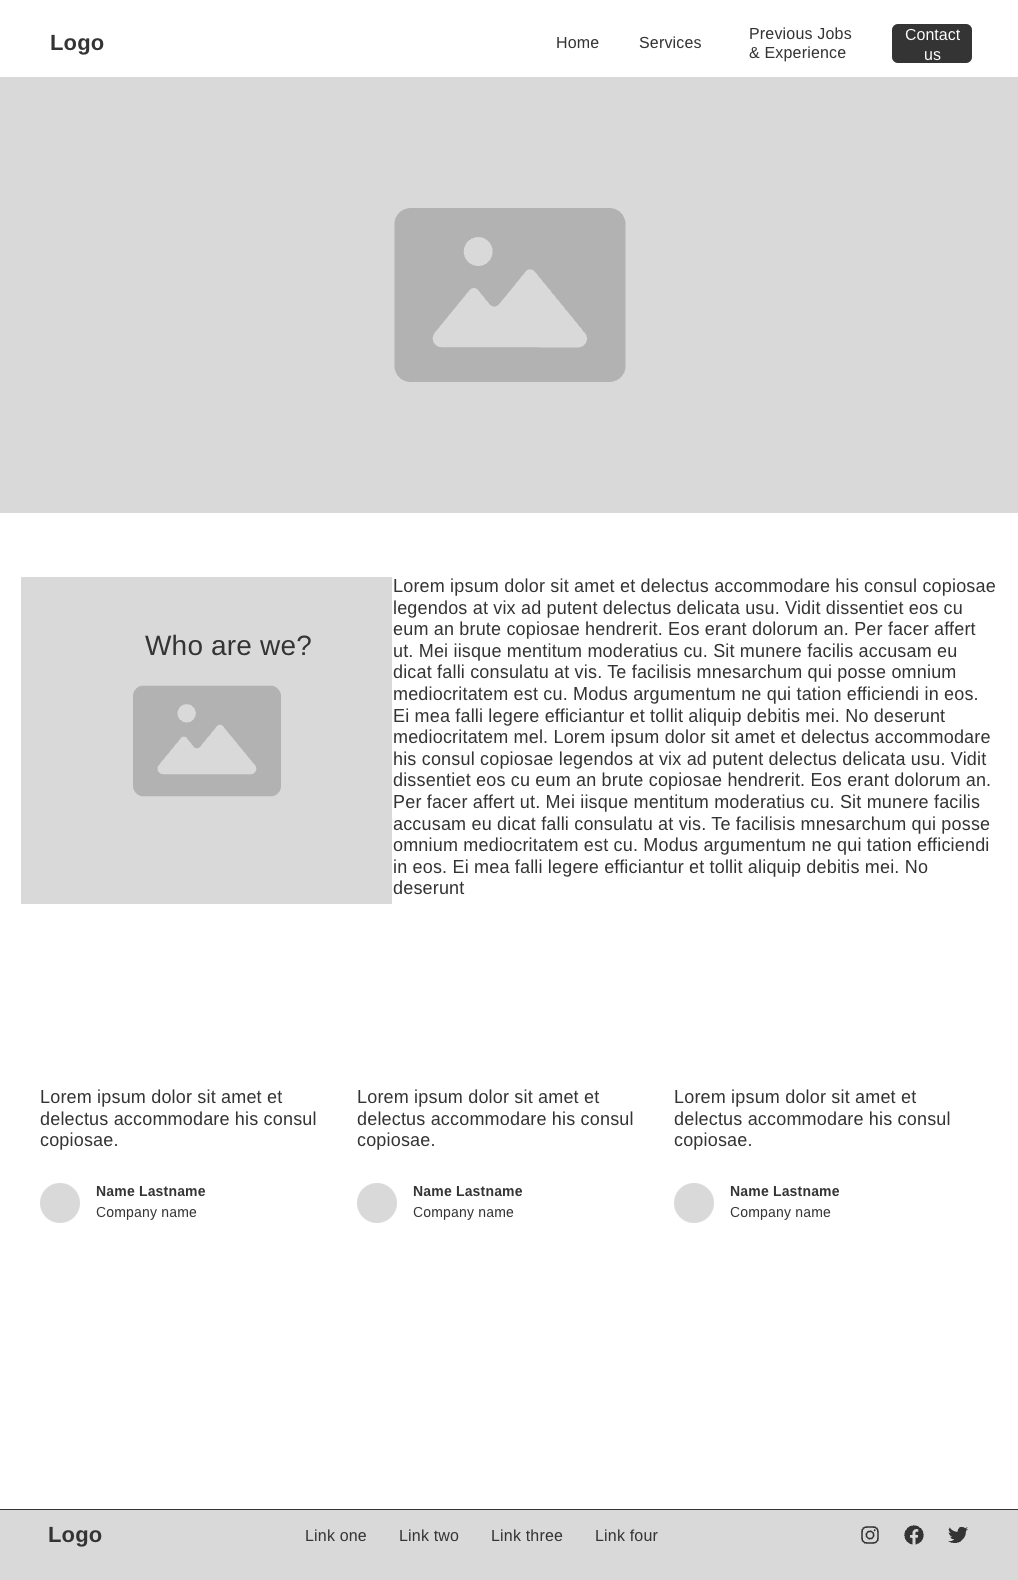 Logo
Home
Services
Previous Jobs
& Experience
Contact
us
Who are we?
Lorem ipsum dolor sit amet et delectus accommodare his consul copiosae
legendos at vix ad putent delectus delicata usu. Vidit dissentiet eos cu
eum an brute copiosae hendrerit. Eos erant dolorum an. Per facer affert
ut. Mei iisque mentitum moderatius cu. Sit munere facilis accusam eu
dicat falli consulatu at vis. Te facilisis mnesarchum qui posse omnium
mediocritatem est cu. Modus argumentum ne qui tation efficiendi in eos.
Ei mea falli legere efficiantur et tollit aliquip debitis mei. No deserunt
mediocritatem mel. Lorem ipsum dolor sit amet et delectus accommodare
his consul copiosae legendos at vix ad putent delectus delicata usu. Vidit
dissentiet eos cu eum an brute copiosae hendrerit. Eos erant dolorum an.
Per facer affert ut. Mei iisque mentitum moderatius cu. Sit munere facilis
accusam eu dicat falli consulatu at vis. Te facilisis mnesarchum qui posse
omnium mediocritatem est cu. Modus argumentum ne qui tation efficiendi
in eos. Ei mea falli legere efficiantur et tollit aliquip debitis mei. No
deserunt
Lorem ipsum dolor sit amet et
delectus accommodare his consul
copiosae.
Name Lastname
Company name
Lorem ipsum dolor sit amet et
delectus accommodare his consul
copiosae.
Name Lastname
Company name
Lorem ipsum dolor sit amet et
delectus accommodare his consul
copiosae.
Name Lastname
Company name
Logo
Link one
Link two
Link three
Link four